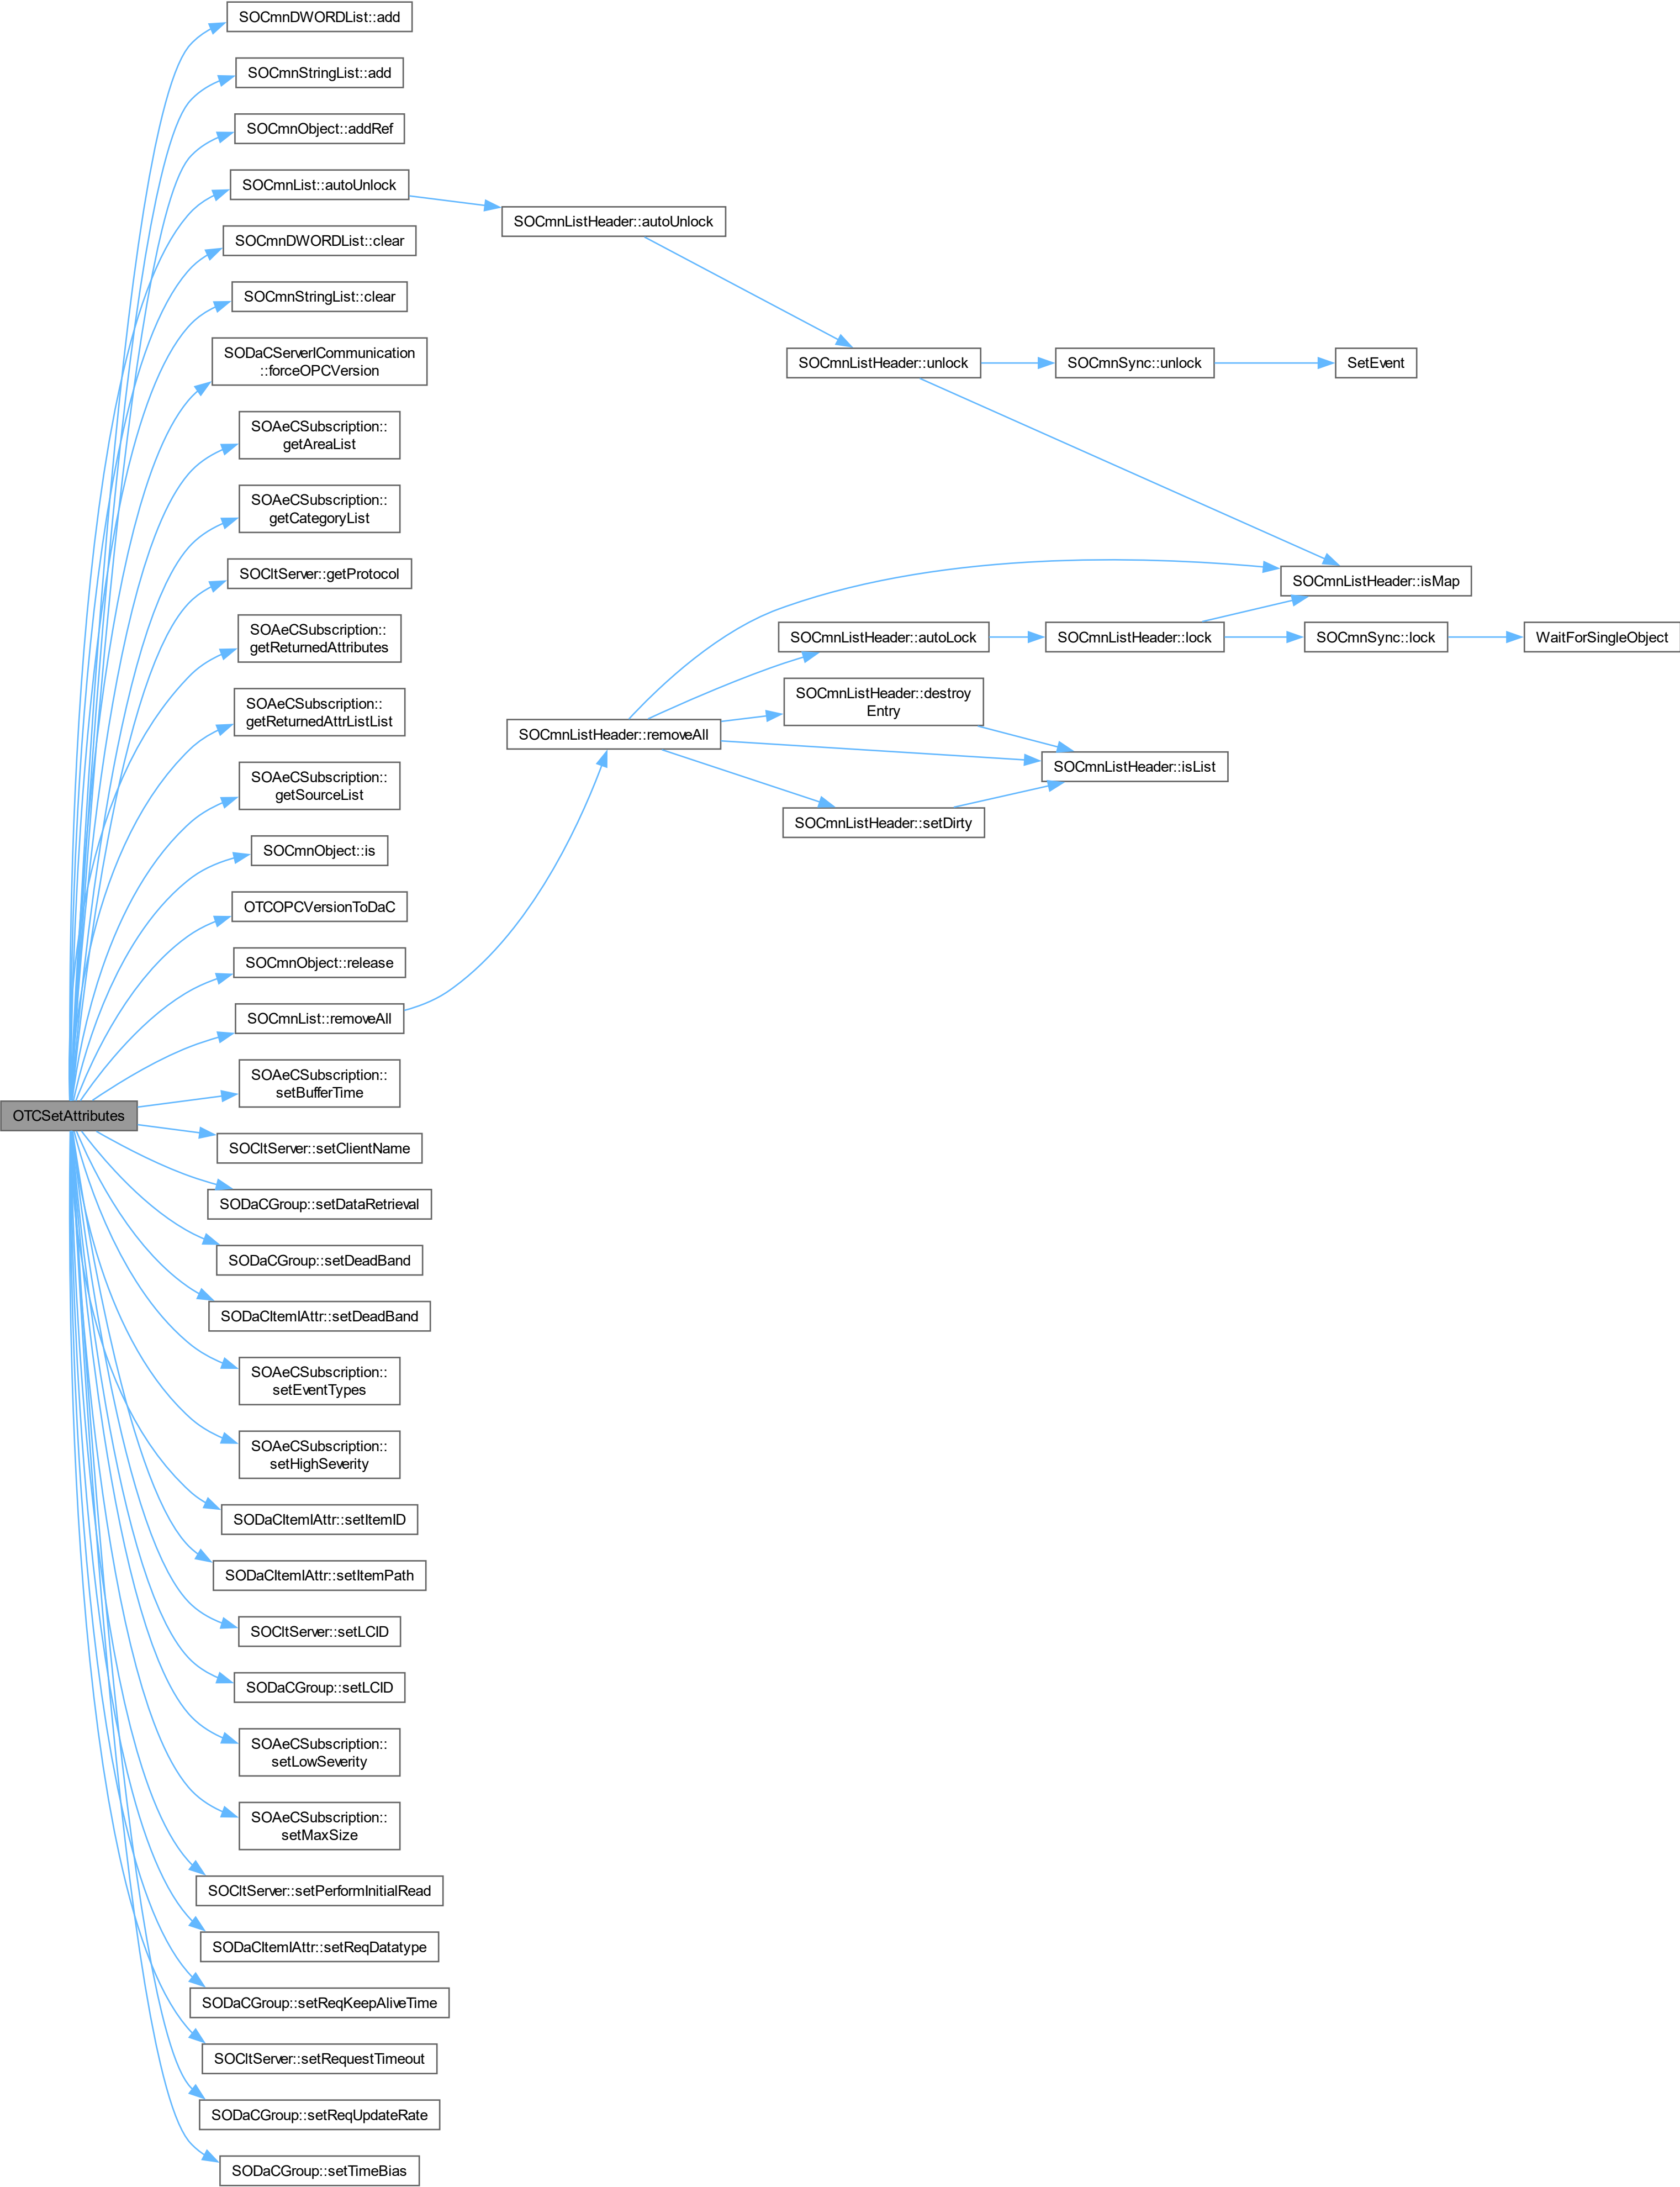 OTCSetAttributes
SOCmnDWORDList::add
SOCmnStringList::add
SOCmnObject::addRef
SOCmnList::autoUnlock
SOCmnListHeader::autoUnlock
SOCmnListHeader::unlock
SOCmnSync::unlock
SetEvent
SOCmnListHeader::isMap
SOCmnDWORDList::clear
SOCmnStringList::clear
SODaCServerICommunication
::forceOPCVersion
SOAeCSubscription::
getAreaList
SOAeCSubscription::
getCategoryList
SOCltServer::getProtocol
SOAeCSubscription::
getReturnedAttributes
SOAeCSubscription::
getReturnedAttrListList
SOAeCSubscription::
getSourceList
SOCmnObject::is
OTCOPCVersionToDaC
SOCmnObject::release
SOCmnList::removeAll
SOCmnListHeader::removeAll
SOCmnListHeader::autoLock
SOCmnListHeader::lock
SOCmnSync::lock
WaitForSingleObject
SOCmnListHeader::destroy
Entry
SOCmnListHeader::isList
SOCmnListHeader::setDirty
SOAeCSubscription::
setBufferTime
SOCltServer::setClientName
SODaCGroup::setDataRetrieval
SODaCGroup::setDeadBand
SODaCItemIAttr::setDeadBand
SOAeCSubscription::
setEventTypes
SOAeCSubscription::
setHighSeverity
SODaCItemIAttr::setItemID
SODaCItemIAttr::setItemPath
SOCltServer::setLCID
SODaCGroup::setLCID
SOAeCSubscription::
setLowSeverity
SOAeCSubscription::
setMaxSize
SOCltServer::setPerformInitialRead
SODaCItemIAttr::setReqDatatype
SODaCGroup::setReqKeepAliveTime
SOCltServer::setRequestTimeout
SODaCGroup::setReqUpdateRate
SODaCGroup::setTimeBias